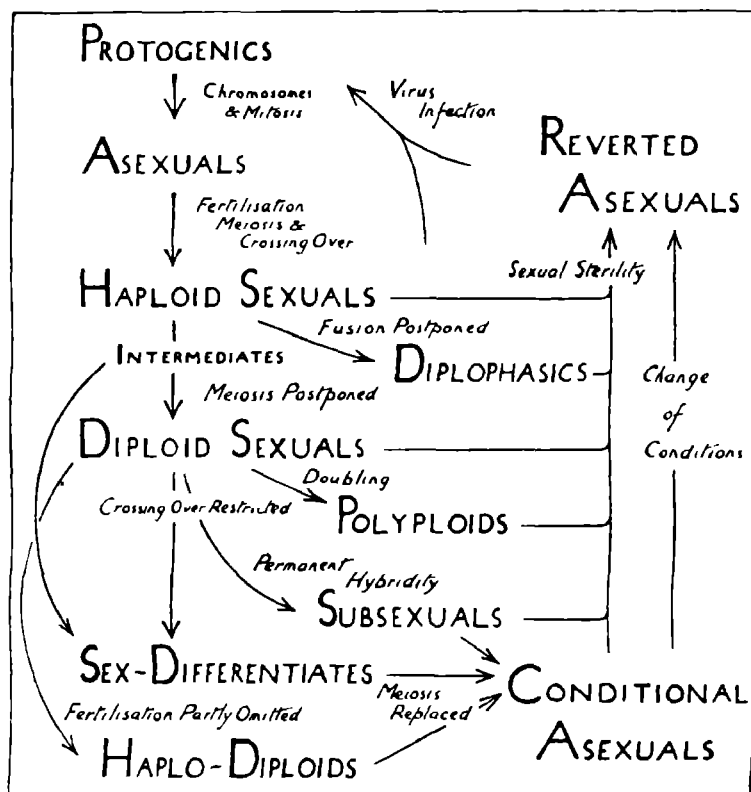 PROTOGENICS
Chromosomes
& Mitosis
Virus
Infection
ASEXUALS
REVERTED
ASEXUALS
Fertilisation
Meiosis &
Crossing Over
Sexual Sterility
HAPLOID SEXUALS
Fusion Postponed
INTERMEDIATES
DIPLOPHASICS
Change
of
Conditions
Meiosis Postponed
DIPLOID SEXUALS
Doubling
Crossing Over Restricted
POLYPLOIDS
Permanent
Hybridity
SUBSEXUALS
SEX-DIFFERENTIATES
Meiosis
Replaced
CONDITIONAL
ASEXUALS
Fertilisation Partly Omitted
HAPLO-DIPLOIDS